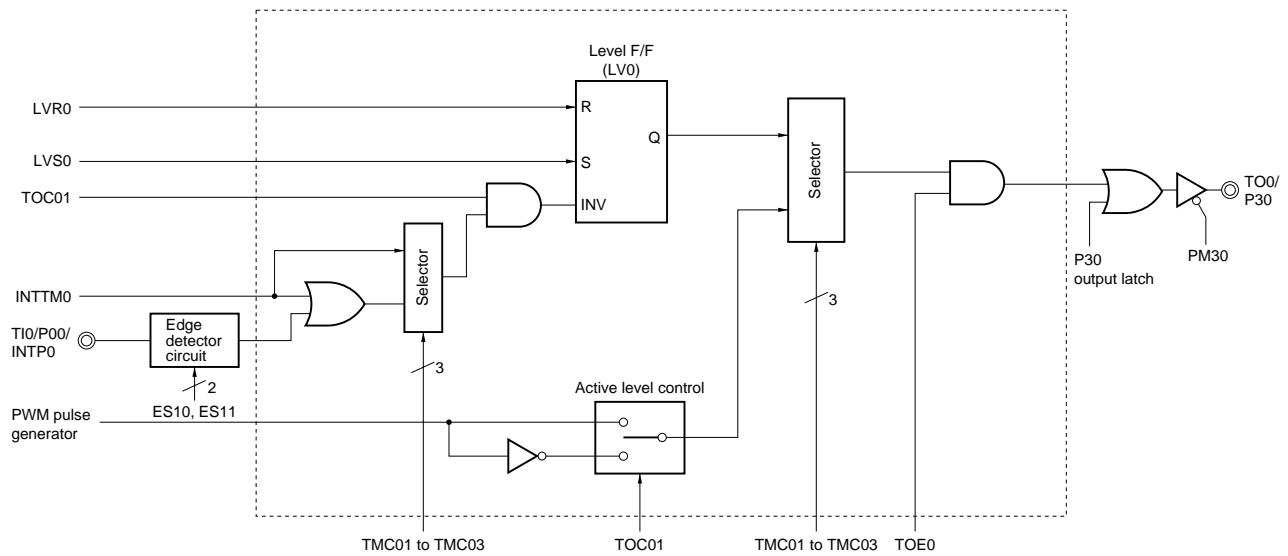 Level F/F
(LV0)
LVR0
R
Q
LVS0
S
TOC01
INV
Selector
Selector
TO0/
P30
P30
output latch
PM30
INTTM0
TI0/P00/
INTP0
Edge
detector
circuit
3
3
2
ES10, ES11
Active level control
PWM pulse
generator
TMC01 to TMC03
TOC01
TMC01 to TMC03
TOE0